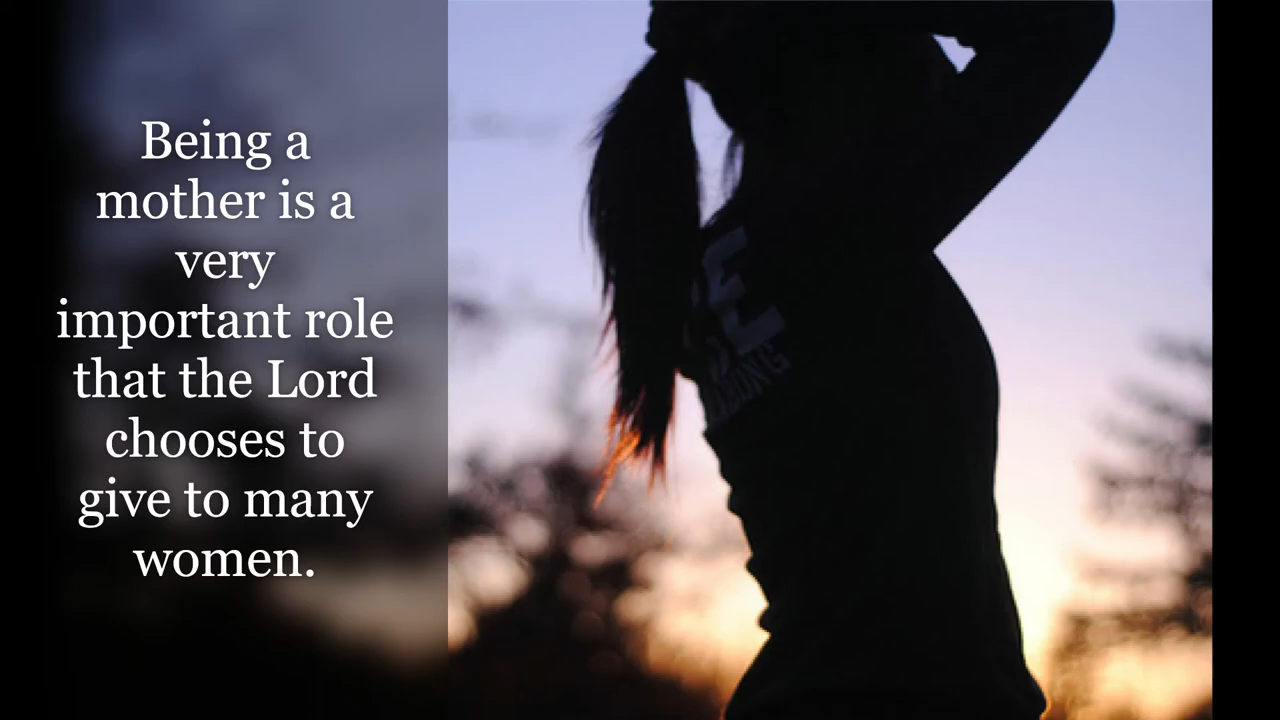 Being a
mother is a
very
important role
that the Lord
chooses to
give to many
women.